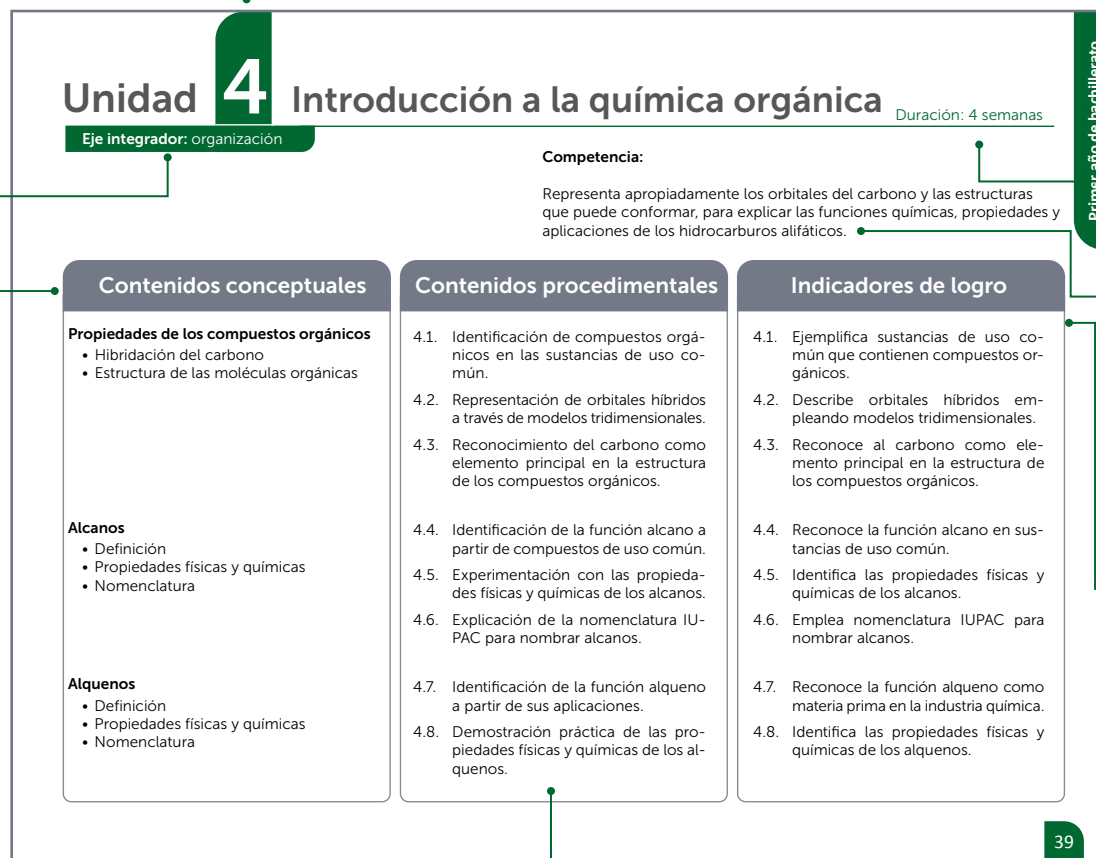 Unidad 4 Introducción a la química orgánica
Duración: 4 semanas
Eje integrador: organización
Primer año de bachillerato
Competencia:
Representa apropiadamente los orbitales del carbono y las estructuras
que puede conformar, para explicar las funciones químicas, propiedades y
aplicaciones de los hidrocarburos alifáticos.
Contenidos conceptuales
Propiedades de los compuestos orgánicos
• Hibridación del carbono
• Estructura de las moléculas orgánicas
Alcanos
• Definición
• Propiedades físicas y químicas
• Nomenclatura
Alquenos
• Definición
• Propiedades físicas y químicas
• Nomenclatura
Contenidos procedimentales
4.1. Identificación de compuestos orgá-
nicos en las sustancias de uso co-
mún.
4.2. Representación de orbitales híbridos
a través de modelos tridimensionales.
4.3. Reconocimiento del carbono como
elemento principal en la estructura
de los compuestos orgánicos.
4.4. Identificación de la función alcano a
partir de compuestos de uso común.
4.5. Experimentación con las propieda-
des físicas y químicas de los alcanos.
4.6. Explicación de la nomenclatura IU-
PAC para nombrar alcanos.
4.7. Identificación de la función alqueno
a partir de sus aplicaciones.
4.8. Demostración práctica de las pro-
piedades físicas y químicas de los al-
quenos.
Indicadores de logro
4.1. Ejemplifica sustancias de uso co-
mún que contienen compuestos or-
gánicos.
4.2. Describe orbitales híbridos em-
pleando modelos tridimensionales.
4.3. Reconoce al carbono como ele-
mento principal en la estructura de
los compuestos orgánicos.
4.4. Reconoce la función alcano en sus-
tancias de uso común.
4.5. Identifica las propiedades físicas y
químicas de los alcanos.
4.6. Emplea nomenclatura IUPAC para
nombrar alcanos.
4.7. Reconoce la función alqueno como
materia prima en la industria química.
4.8. Identifica las propiedades físicas y
químicas de los alquenos.
39